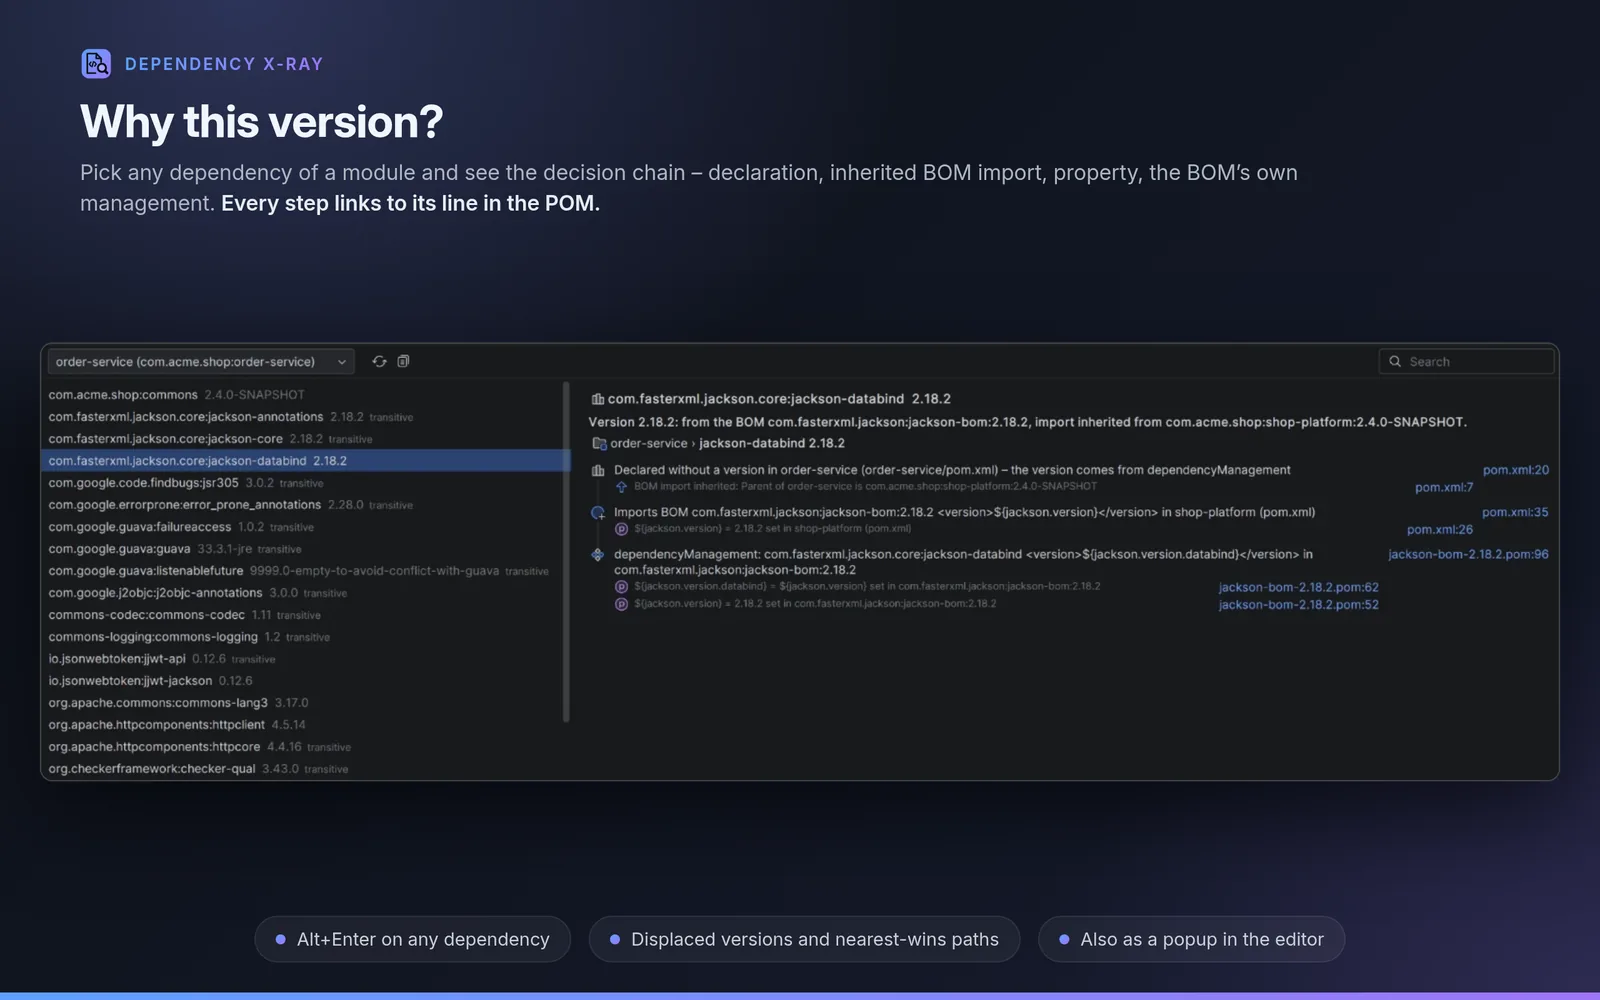 DEPENDENCY X-RAY
Why this version?
Pick any dependency of a module and see the decision chain – declaration, inherited BOM import, property, the BOM’s own
management. Every step links to its line in the POM.
order-service (com.acme.shop:order-service)
Search
com.acme.shop:commons 2.4.0-SNAPSHOT
com.fasterxml.jackson.core:jackson-annotations 2.18.2 transitive
com.fasterxml.jackson.core:jackson-core 2.18.2 transitive
com.fasterxml.jackson.core:jackson-databind 2.18.2
com.google.code.findbugs:jsr305 3.0.2 transitive
com.google.errorprone:error_prone_annotations 2.28.0 transitive
com.google.guava:failureaccess 1.0.2 transitive
com.google.guava:guava 33.3.1-jre transitive
com.google.guava:listenablefuture 9999.0-empty-to-avoid-conflict-with-guava transitive
com.google.j2objc:j2objc-annotations 3.0.0 transitive
commons-codec:commons-codec 1.11 transitive
commons-logging:commons-logging 1.2 transitive
io.jsonwebtoken:jjwt-api 0.12.6 transitive
io.jsonwebtoken:jjwt-jackson 0.12.6
org.apache.commons:commons-lang3 3.17.0
org.apache.httpcomponents:httpclient 4.5.14
org.apache.httpcomponents:httpcore 4.4.16 transitive
org.checkerframework:checker-qual 3.43.0 transitive
com.fasterxml.jackson.core:jackson-databind 2.18.2
Version 2.18.2: from the BOM com.fasterxml.jackson:jackson-bom:2.18.2, import inherited from com.acme.shop:shop-platform:2.4.0-SNAPSHOT.
order-service › jackson-databind 2.18.2
Declared without a version in order-service (order-service/pom.xml) – the version comes from dependencyManagement pom.xml:20
BOM import inherited: Parent of order-service is com.acme.shop:shop-platform:2.4.0-SNAPSHOT pom.xml:7
Imports BOM com.fasterxml.jackson:jackson-bom:2.18.2 <version>${jackson.version}</version> in shop-platform (pom.xml) pom.xml:35
${jackson.version} = 2.18.2 set in shop-platform (pom.xml) pom.xml:26
dependencyManagement: com.fasterxml.jackson.core:jackson-databind <version>${jackson.version.databind}</version> in jackson-bom-2.18.2.pom:96
com.fasterxml.jackson:jackson-bom:2.18.2
${jackson.version.databind} = ${jackson.version} set in com.fasterxml.jackson:jackson-bom:2.18.2 jackson-bom-2.18.2.pom:62
${jackson.version} = 2.18.2 set in com.fasterxml.jackson:jackson-bom:2.18.2 jackson-bom-2.18.2.pom:52
Alt+Enter on any dependency
Displaced versions and nearest-wins paths
Also as a popup in the editor